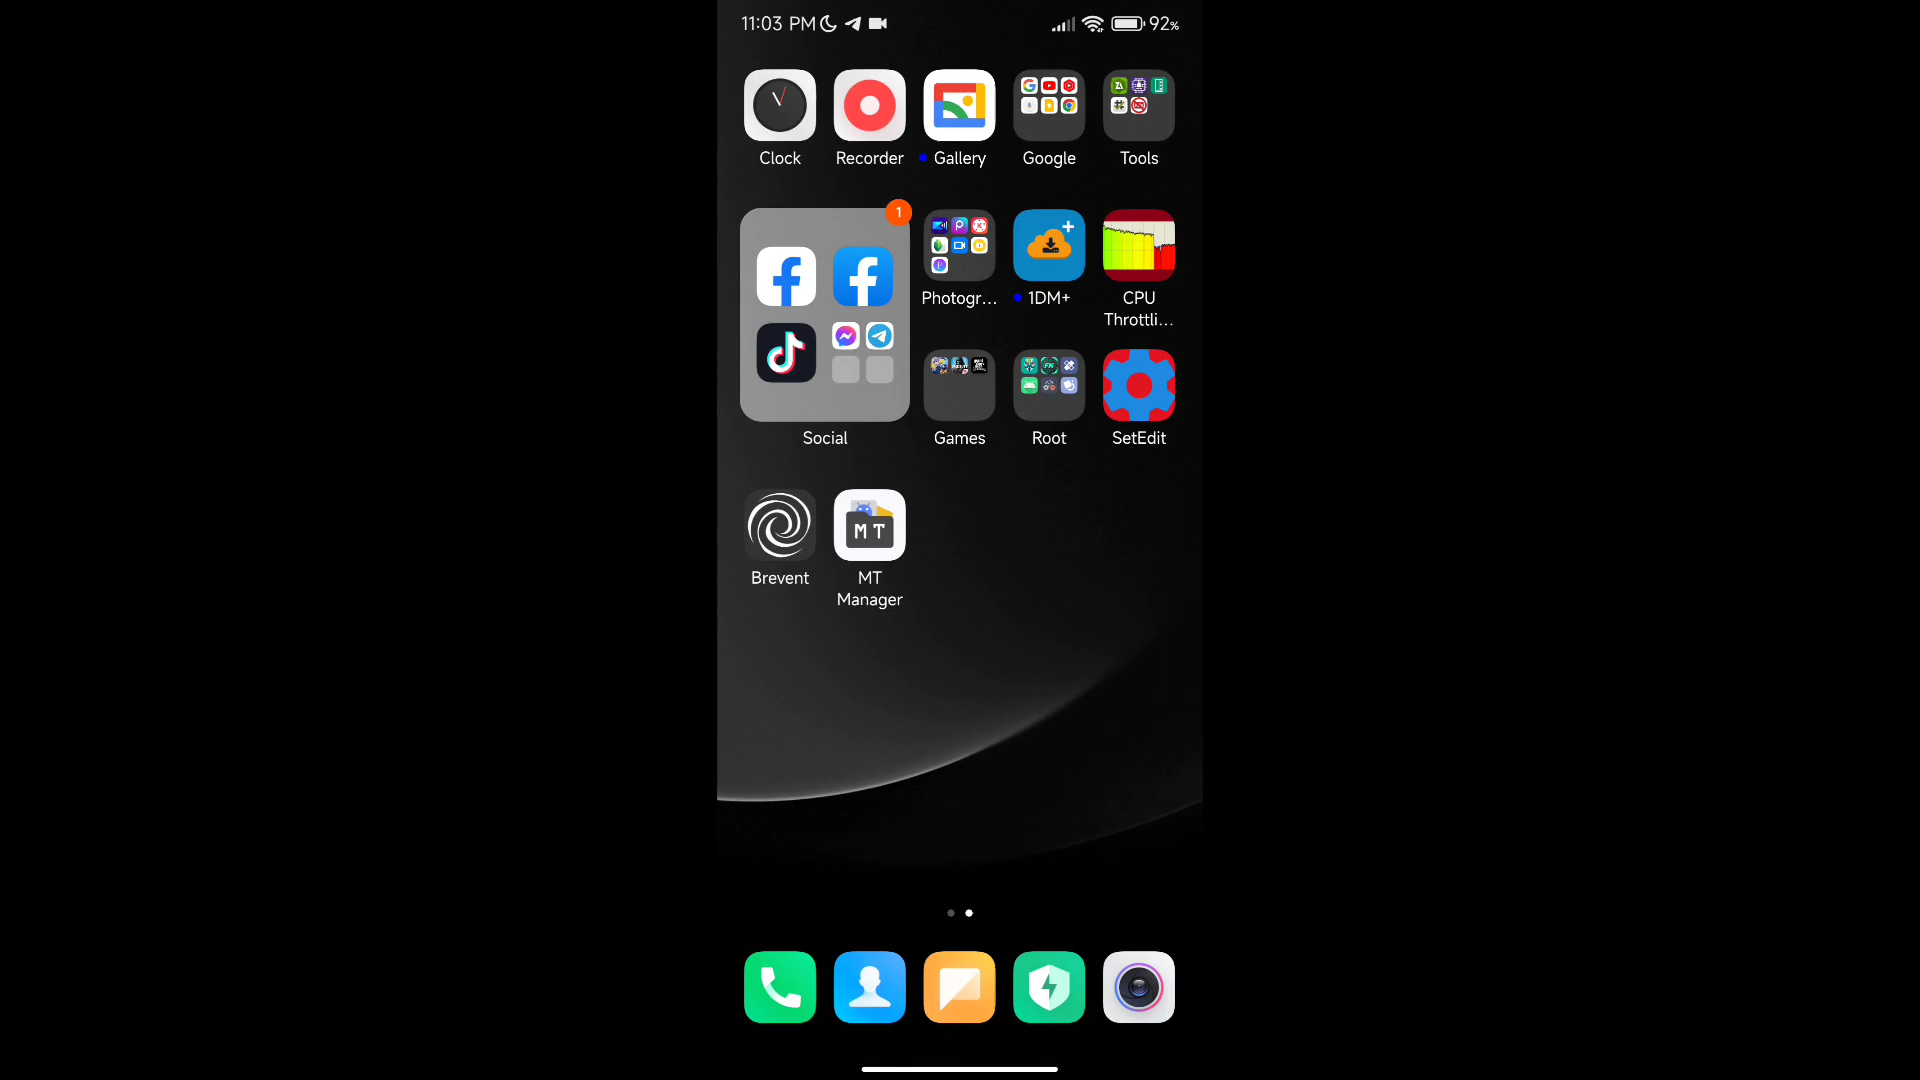 11:03 PM 92%
Clock Recorder Gallery Google Tools
1
Photogr... 1DM+ CPU Throttli...
Social Games Root SetEdit
M T
Brevent MT Manager